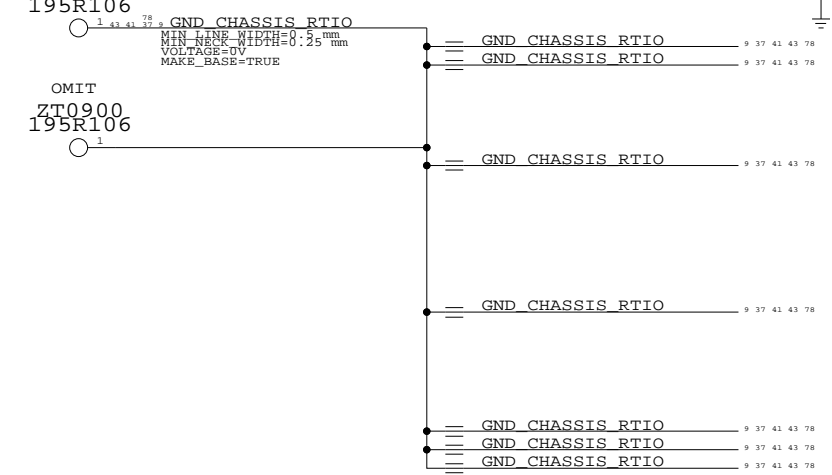 195R106
1 43 41 37 9 78 GND_CHASSIS_RTIO
MIN_LINE_WIDTH=0.5 mm
MIN_NECK_WIDTH=0.25 mm
VOLTAGE=0V
MAKE_BASE=TRUE
GND_CHASSIS_RTIO 9 37 41 43 78
GND_CHASSIS_RTIO 9 37 41 43 78
OMIT
ZT0900
195R106
1
GND_CHASSIS_RTIO 9 37 41 43 78
GND_CHASSIS_RTIO 9 37 41 43 78
GND_CHASSIS_RTIO 9 37 41 43 78
GND_CHASSIS_RTIO 9 37 41 43 78
GND_CHASSIS_RTIO 9 37 41 43 78